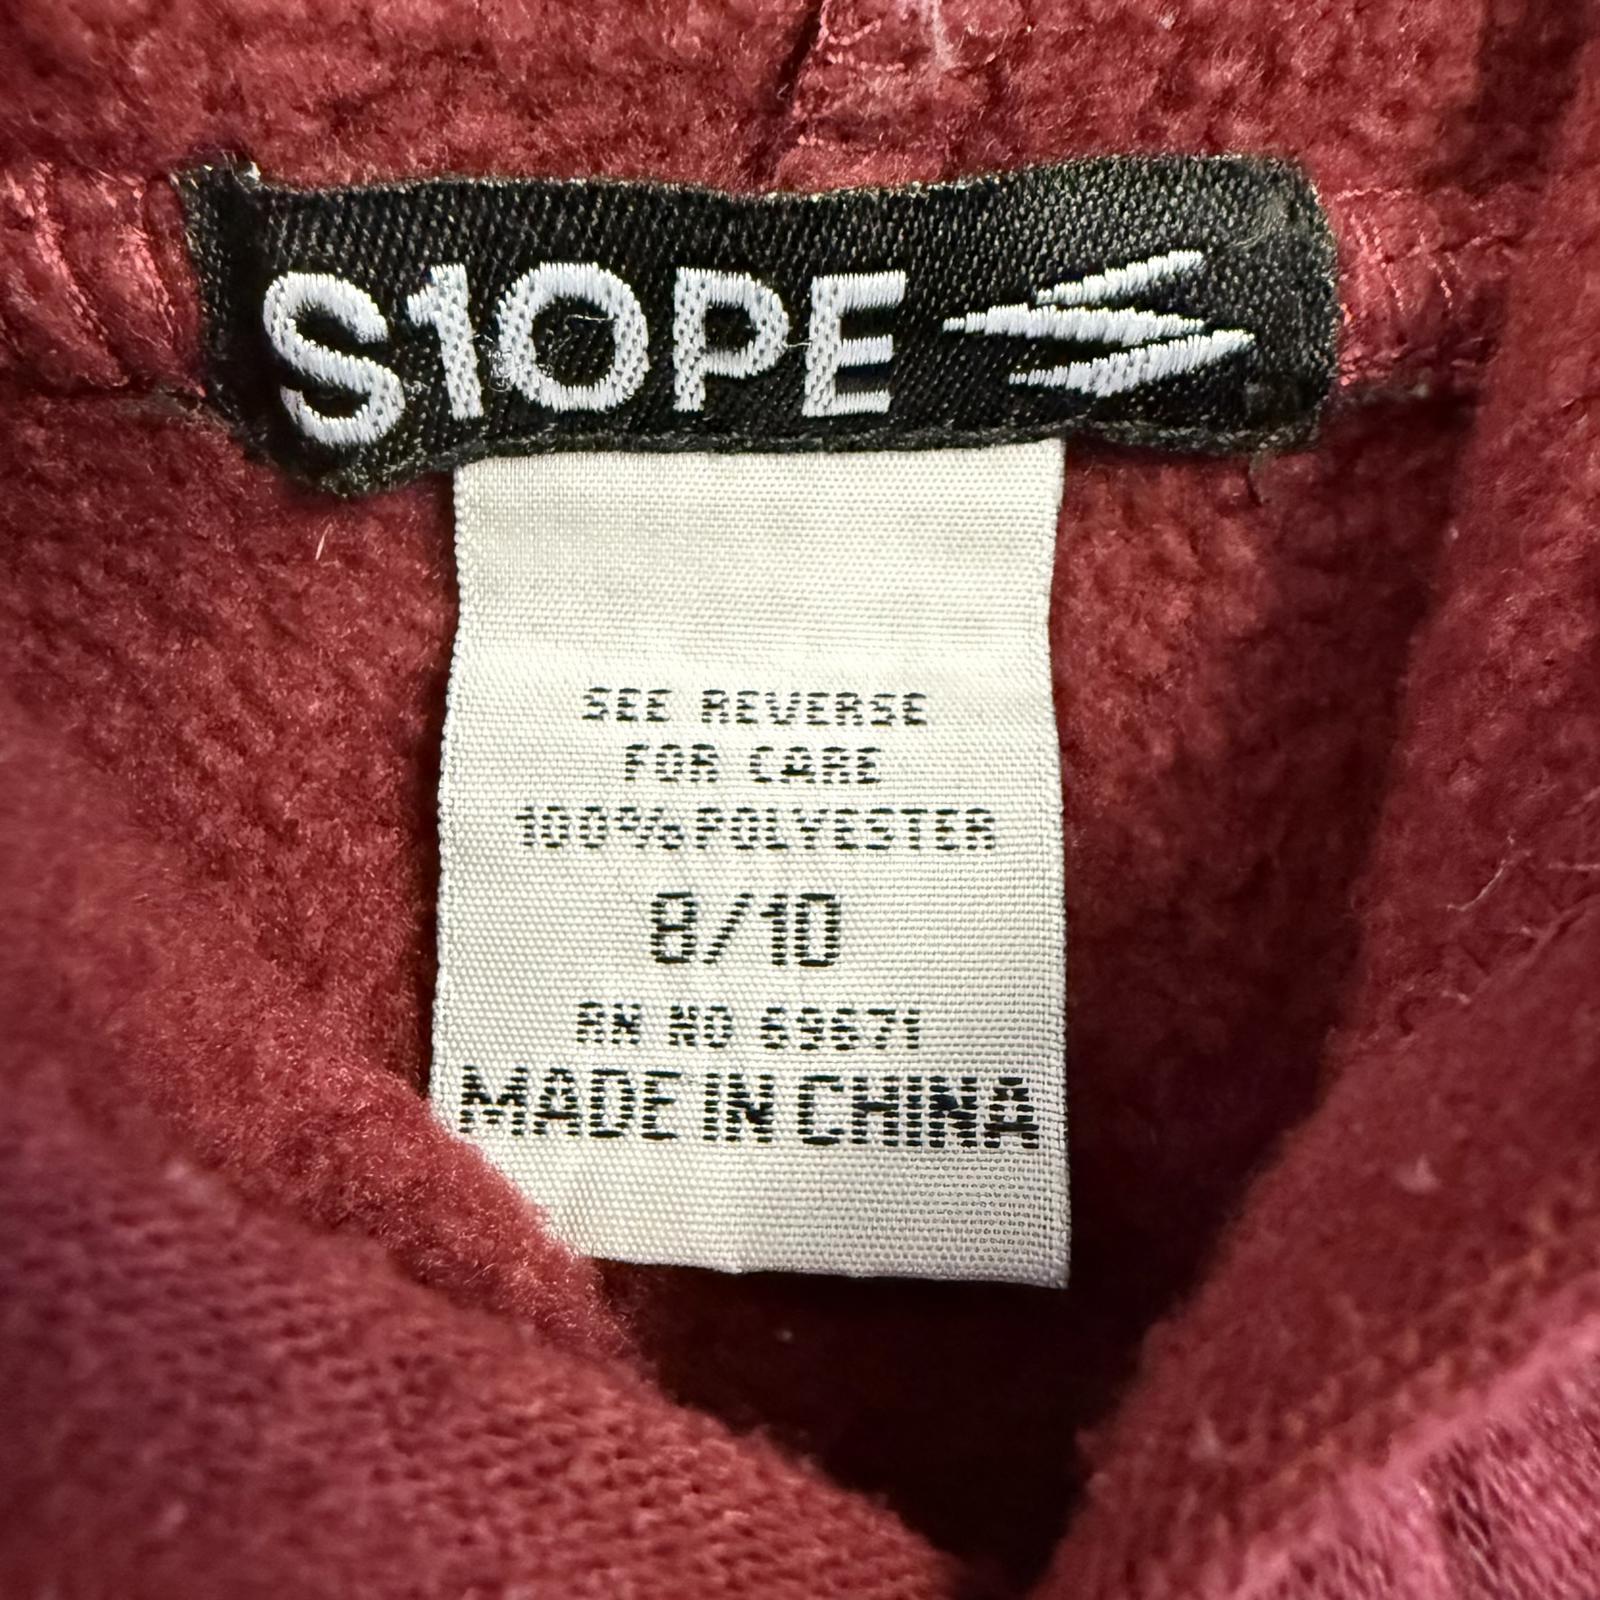 S1OPE
SEE REVERSE
FOR CARE
100%POLYESTER
8/10
RN NO 69671
MADE IN CHINA